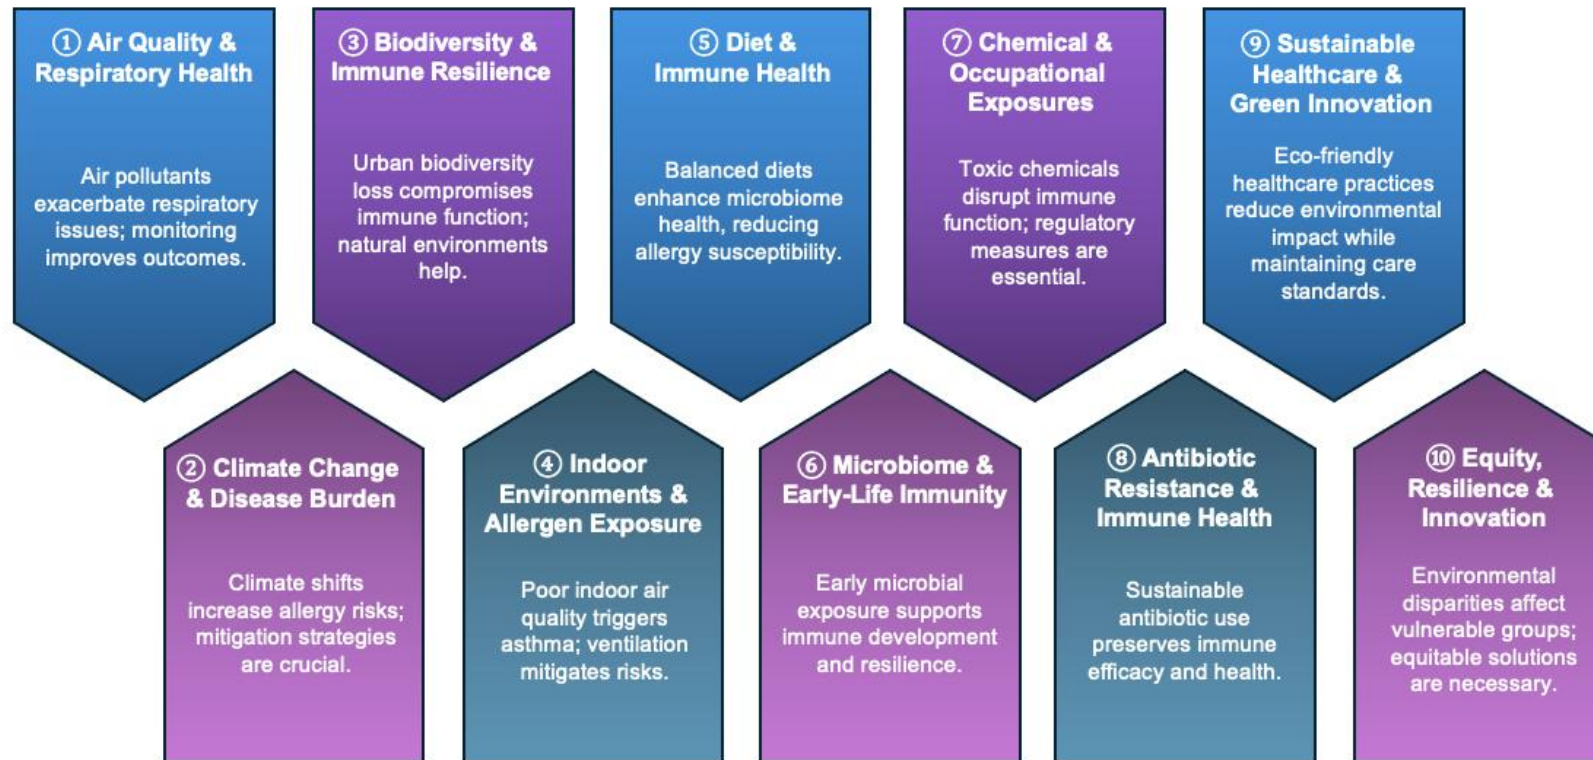 ① Air Quality &
Respiratory Health
Air pollutants
exacerbate respiratory
issues; monitoring
improves outcomes.
② Climate Change
& Disease Burden
Climate shifts
increase allergy risks;
mitigation strategies
are crucial.
③ Biodiversity &
Immune Resilience
Urban biodiversity
loss compromises
immune function;
natural environments
help.
④ Indoor
Environments &
Allergen Exposure
Poor indoor air
quality triggers
asthma; ventilation
mitigates risks.
⑤ Diet &
Immune Health
Balanced diets
enhance microbiome
health, reducing
allergy susceptibility.
⑥ Microbiome &
Early-Life Immunity
Early microbial
exposure supports
immune development
and resilience.
⑦ Chemical &
Occupational
Exposures
Toxic chemicals
disrupt immune
function; regulatory
measures are
essential.
⑧ Antibiotic
Resistance &
Immune Health
Sustainable
antibiotic use
preserves immune
efficacy and health.
⑨ Sustainable
Healthcare &
Green Innovation
Eco-friendly
healthcare practices
reduce environmental
impact while
maintaining care
standards.
⑩ Equity,
Resilience &
Innovation
Environmental
disparities affect
vulnerable groups;
equitable solutions
are necessary.